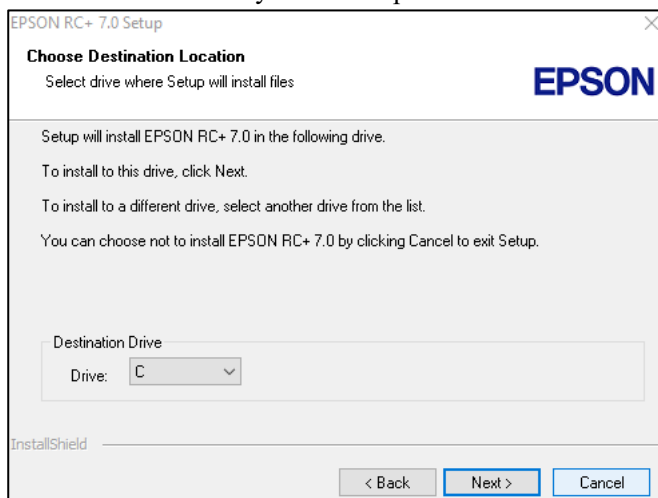 EPSON RC+ 7.0 Setup
Choose Destination Location
Select drive where Setup will install files
EPSON
Setup will install EPSON RC+ 7.0 in the following drive.
To install to this drive, click Next.
To install to a different drive, select another drive from the list.
You can choose not to install EPSON RC+ 7.0 by clicking Cancel to exit Setup.
Destination Drive
Drive: C
InstallShield
< Back Next > Cancel